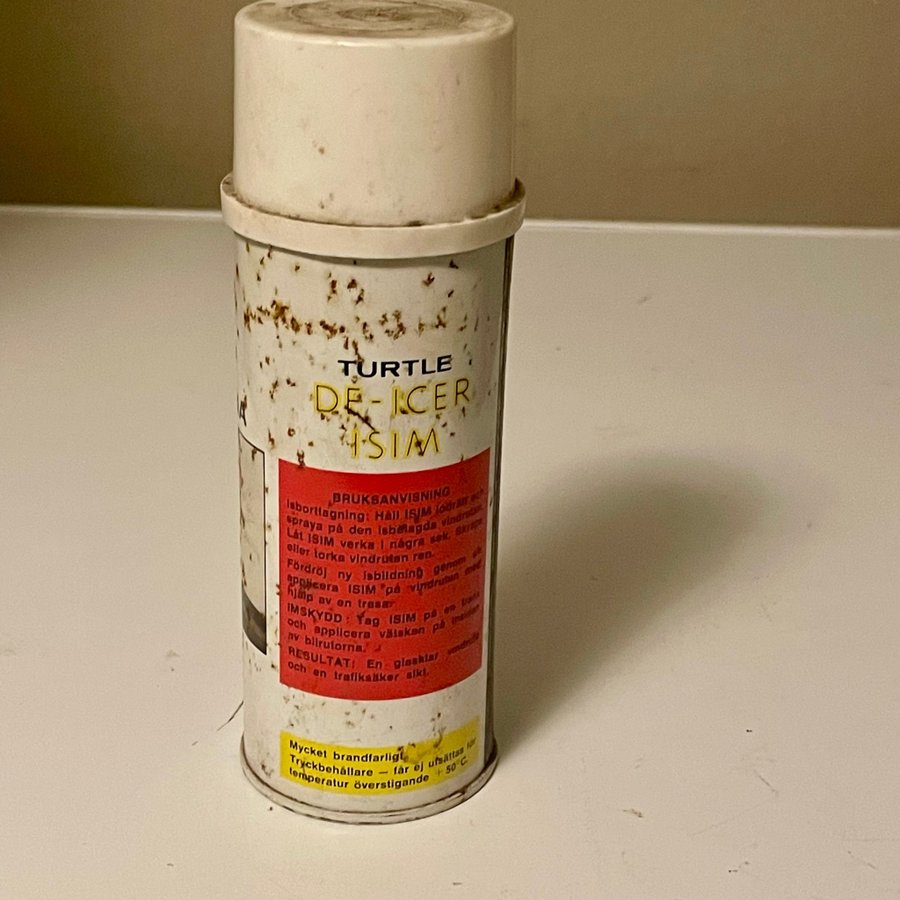 TURTLE
DE-ICER
ISIM
A
BRUKSANVISNING
Isborttagning: Håll ISIM lodrätt och
spraya på den isbelagda vindrutan.
Låt ISIM verka i några sek. Skrapa
eller torka vindrutan ren.
Fördröj ny isbildning genom att
applicera ISIM på vindrutan med
hjälp av en trasa.
IMSKYDD: Tag ISIM på en trasa
och applicera vätskan på insidan
av bilrutorna.
RESULTAT: En glasklar vindruta
och en trafiksäker sikt.
Mycket brandfarligt.
Tryckbehållare — får ej utsättas för
temperatur överstigande + 50°C.